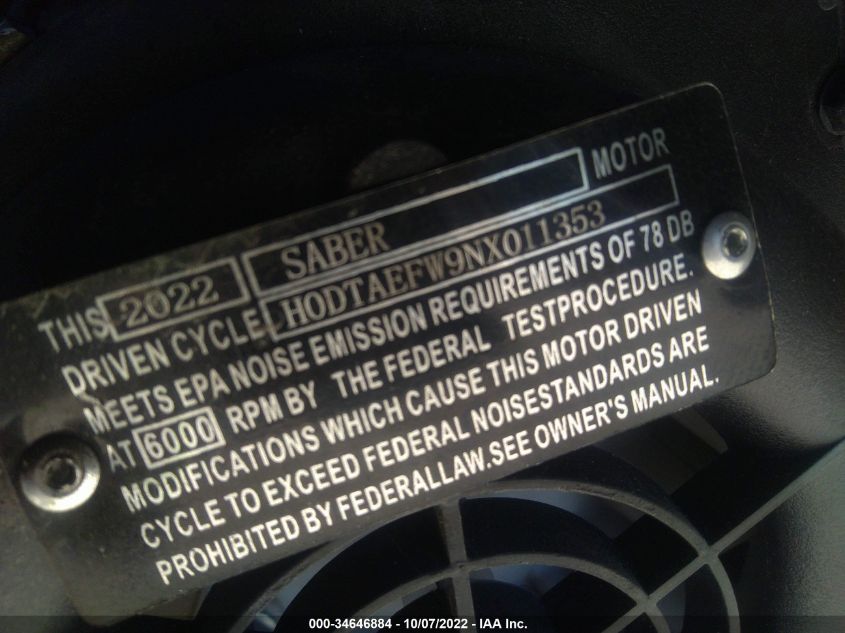 THIS 2022 SABER MOTOR
DRIVEN CYCLE H0DTAEFW9NX011353
MEETS EPA NOISE EMISSION REQUIREMENTS OF 78 DB
AT 6000 RPM BY THE FEDERAL TESTPROCEDURE.
MODIFICATIONS WHICH CAUSE THIS MOTOR DRIVEN
CYCLE TO EXCEED FEDERAL NOISESTANDARDS ARE
PROHIBITED BY FEDERALLAW.SEE OWNER'S MANUAL.
000-34646884 - 10/07/2022 - IAA Inc.